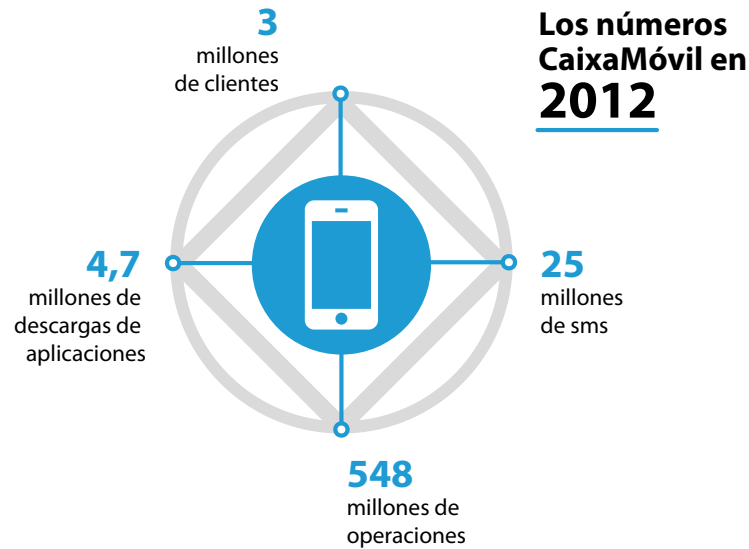 Los números
CaixaMóvil en
2012
3
millones
de clientes
4,7
millones de
descargas de
aplicaciones
25
millones
de sms
548
millones de
operaciones